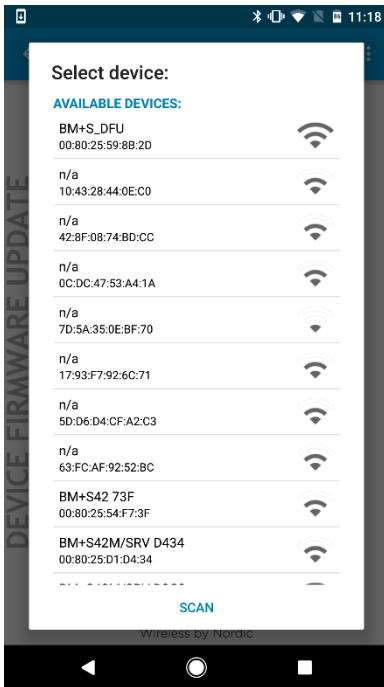 11:18
Select device:
AVAILABLE DEVICES:
BM+S_DFU
00:80:25:59:8B:2D
n/a
10:43:28:44:0E:C0
n/a
42:8F:08:74:BD:CC
n/a
0C:DC:47:53:A4:1A
n/a
7D:5A:35:0E:BF:70
n/a
17:93:F7:92:6C:71
n/a
5D:D6:D4:CF:A2:C3
n/a
63:FC:AF:92:52:BC
BM+S42 73F
00:80:25:54:F7:3F
BM+S42M/SRV D434
00:80:25:D1:D4:34
SCAN
DEVICE FIRMWARE UPDATE
Wireless by Nordic